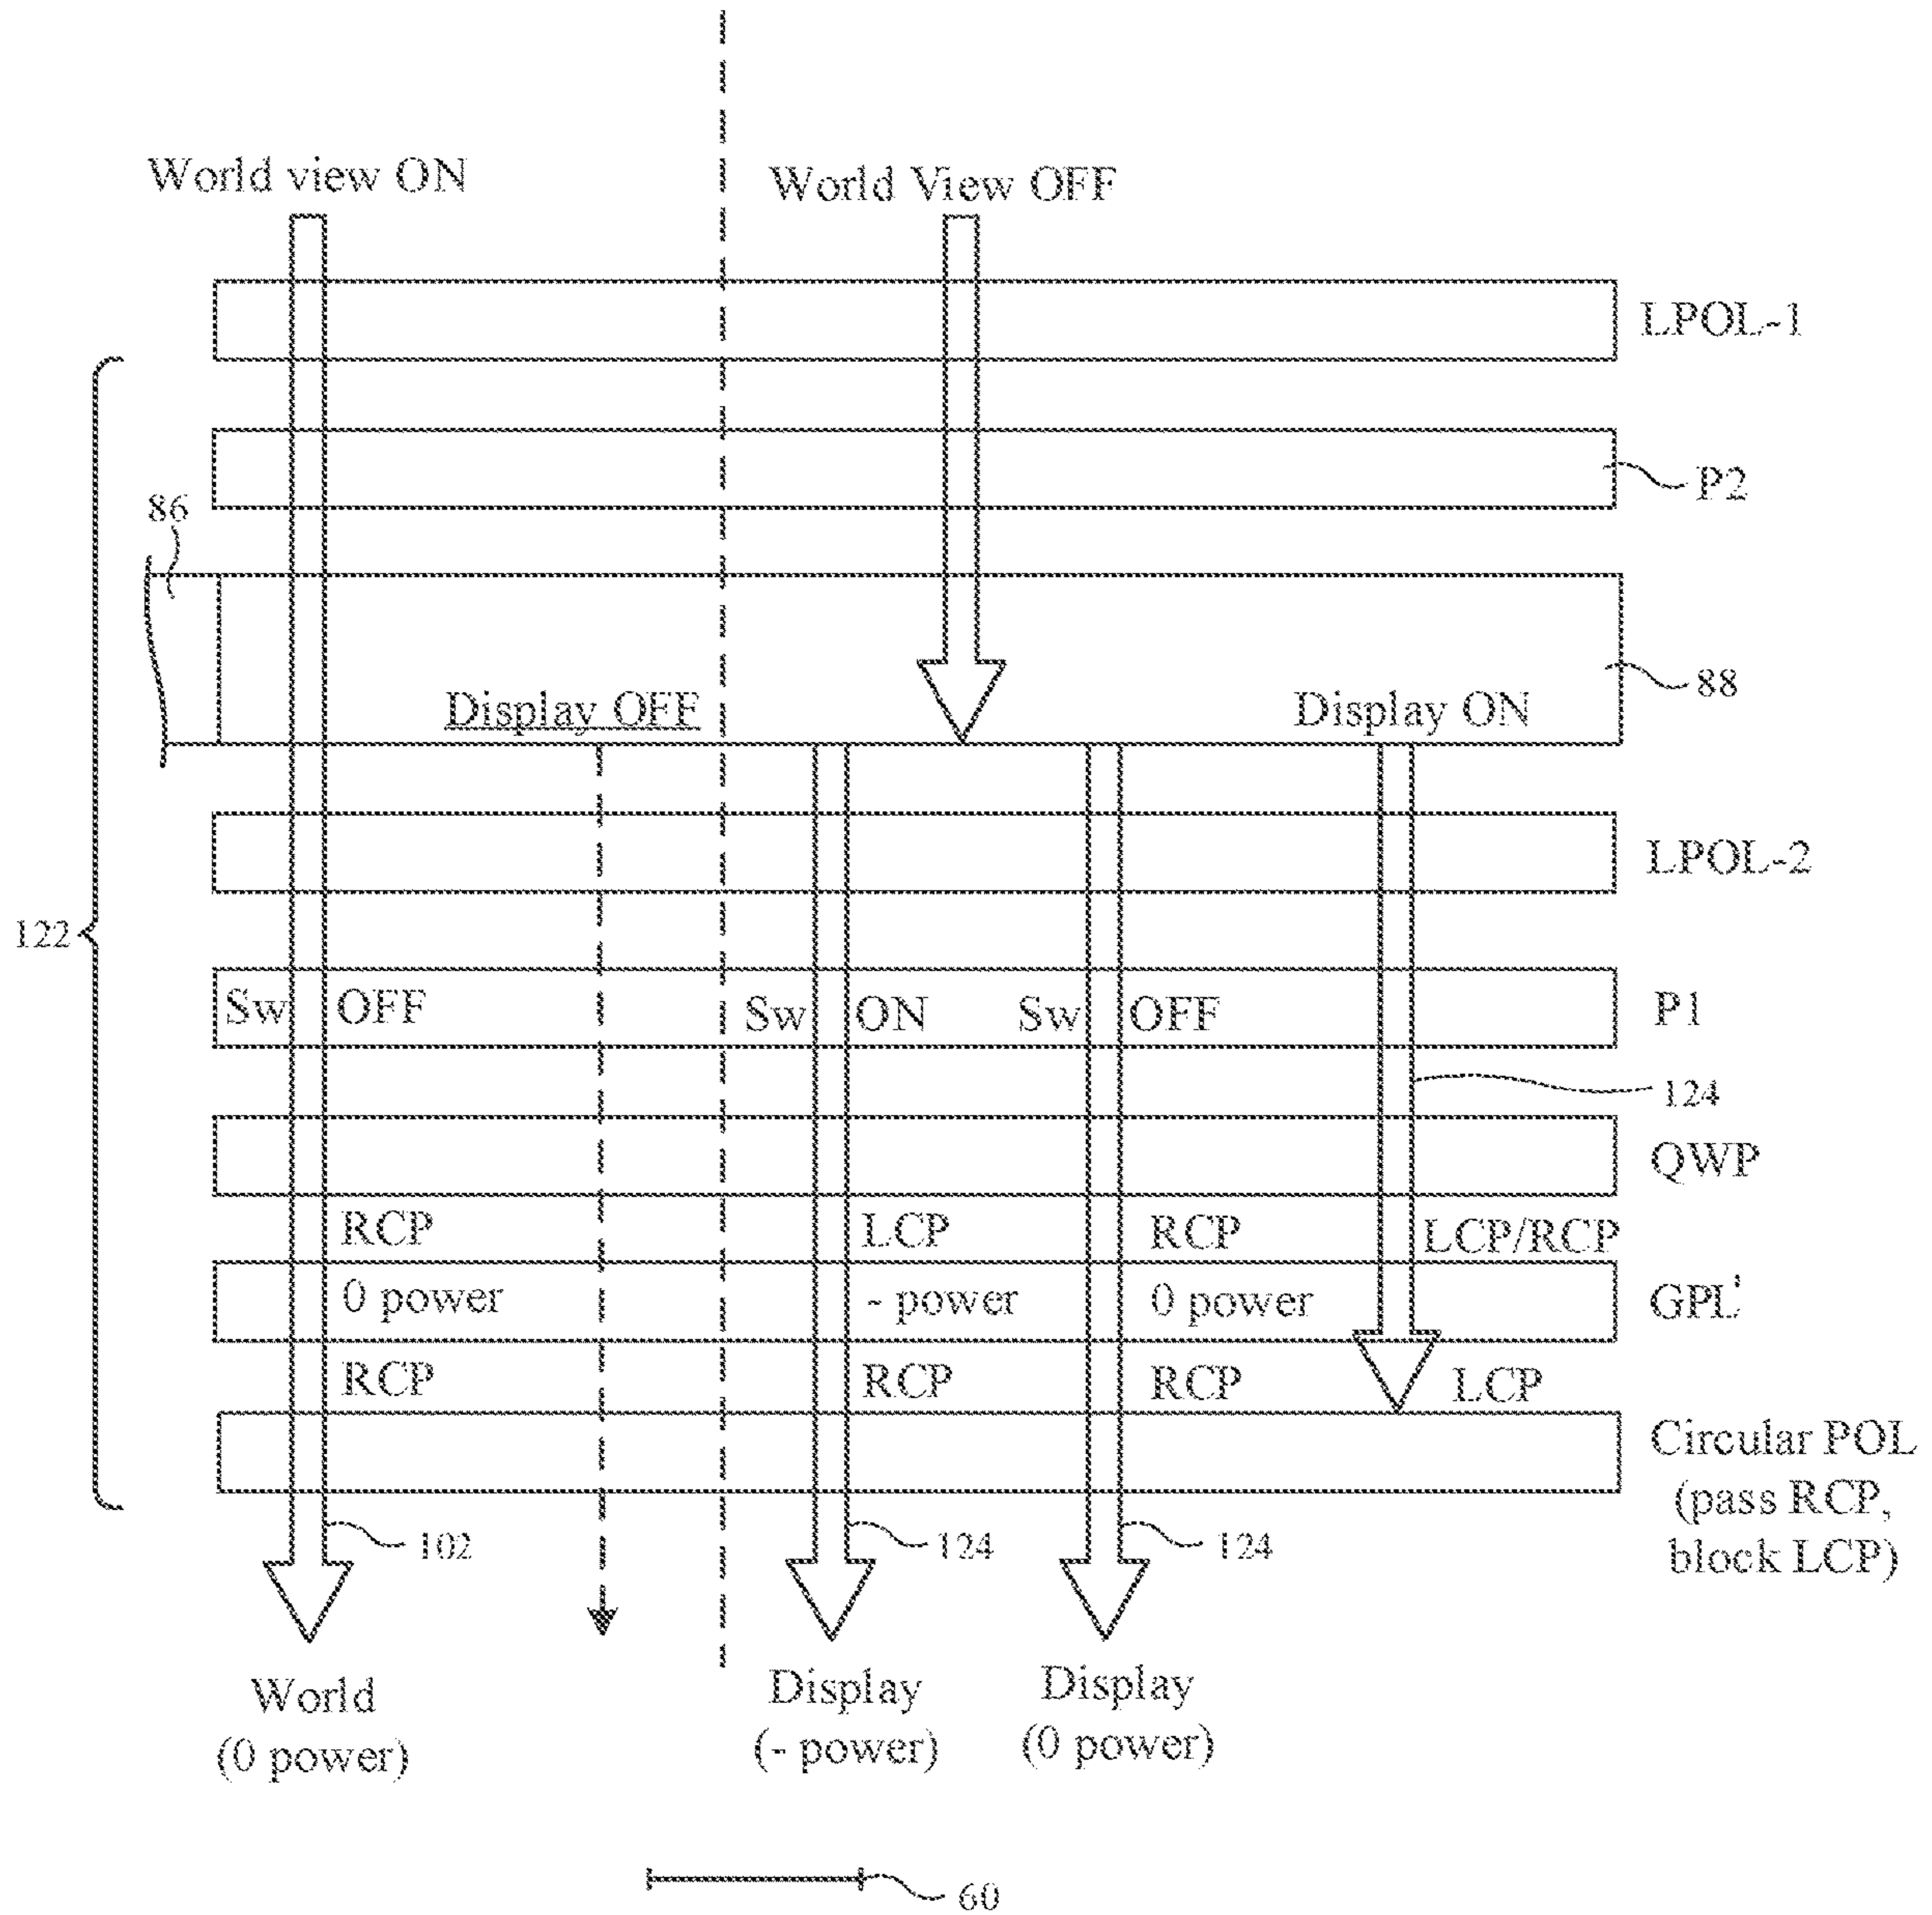 World view ON
World View OFF
LPOL-1
P2
86
88
Display OFF
Display ON
LPOL-2
122
Sw OFF
Sw ON
Sw OFF
P1
124
QWP
RCP
LCP
RCP
LCP/RCP
0 power
- power
0 power
GPL'
RCP
RCP
RCP
LCP
Circular POL
(pass RCP,
block LCP)
102
124
124
World
(0 power)
Display
(- power)
Display
(0 power)
60